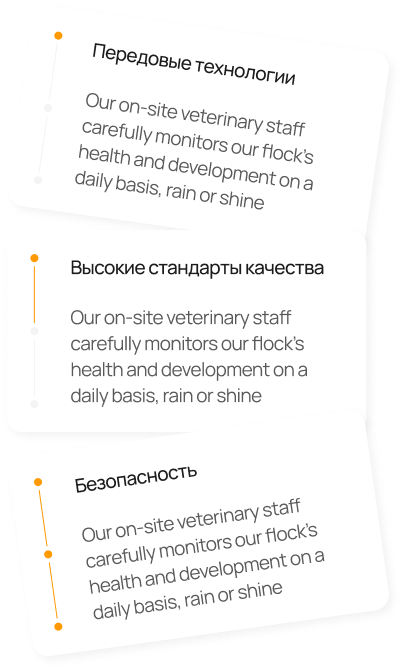 Передовые технологии
Our on-site veterinary staff
carefully monitors our flock's
health and development on a
daily basis, rain or shine
Высокие стандарты качества
Our on-site veterinary staff
carefully monitors our flock's
health and development on a
daily basis, rain or shine
Безопасность
Our on-site veterinary staff
carefully monitors our flock's
health and development on a
daily basis, rain or shine